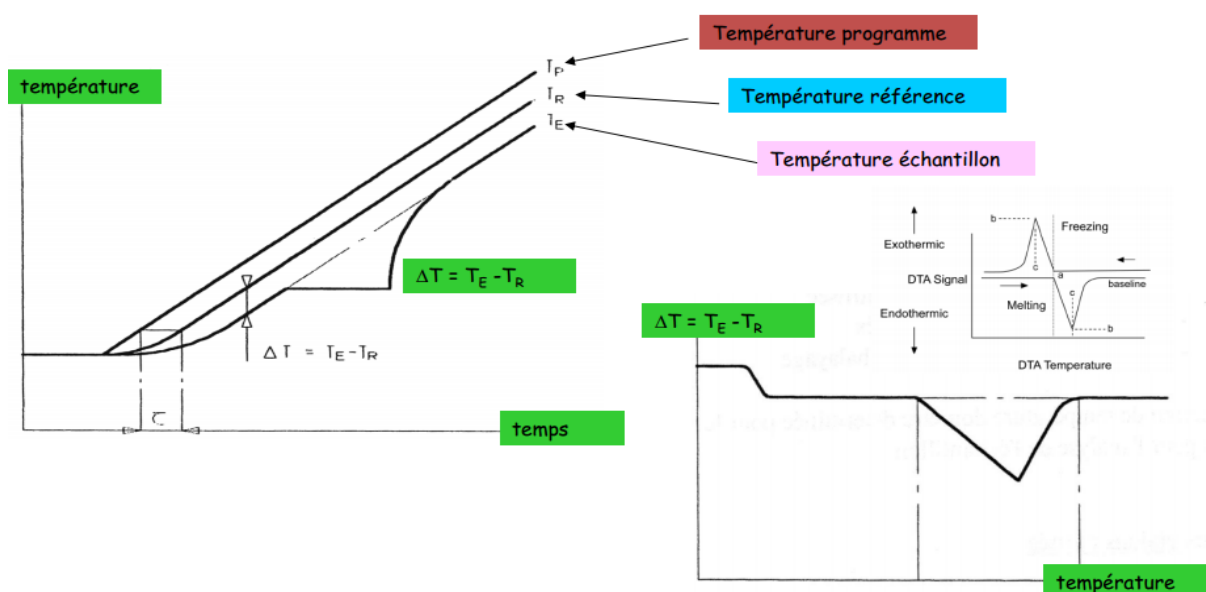 Température programme
température
T_P
T_R
Température référence
T_E
Température échantillon
ΔT = T_E - T_R
ΔT = T_E - T_R
τ
temps
b
Freezing
Exothermic
c
DTA Signal
a
c
baseline
Melting
Endothermic
b
DTA Temperature
ΔT = T_E - T_R
température